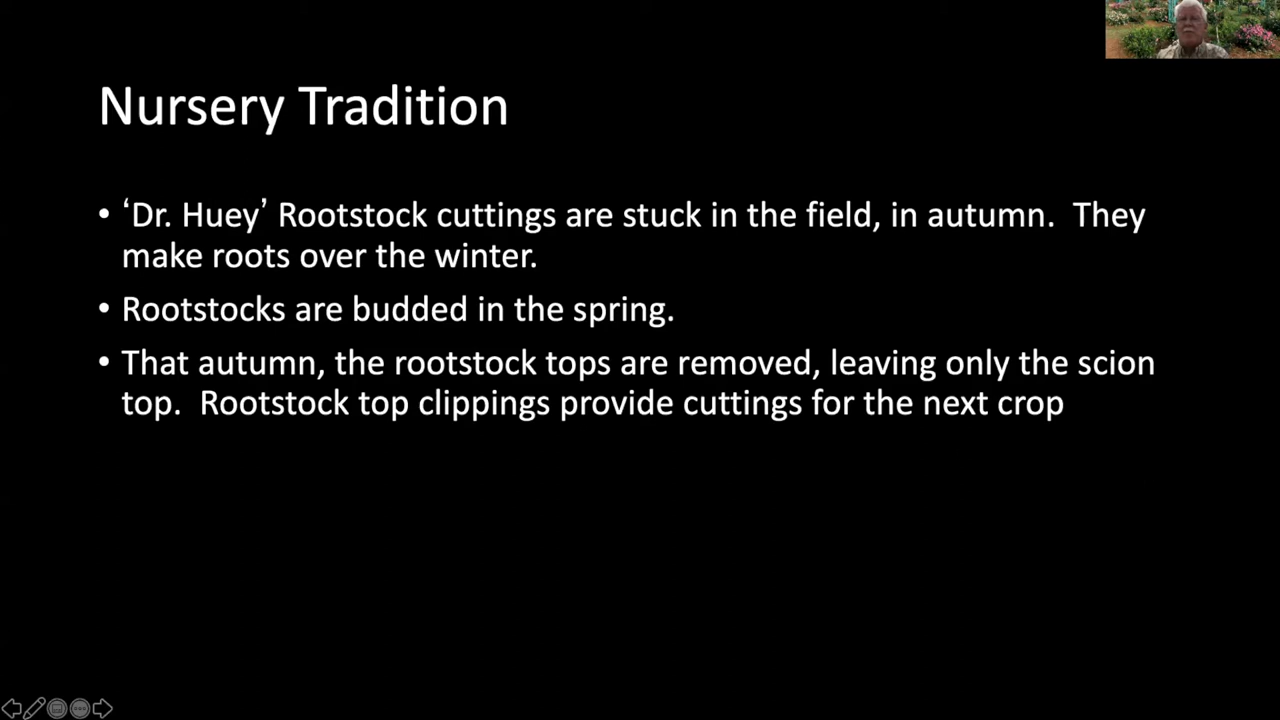 Nursery Tradition
• ‘Dr. Huey’ Rootstock cuttings are stuck in the field, in autumn.  They
make roots over the winter.
• Rootstocks are budded in the spring.
• That autumn, the rootstock tops are removed, leaving only the scion
top.  Rootstock top clippings provide cuttings for the next crop